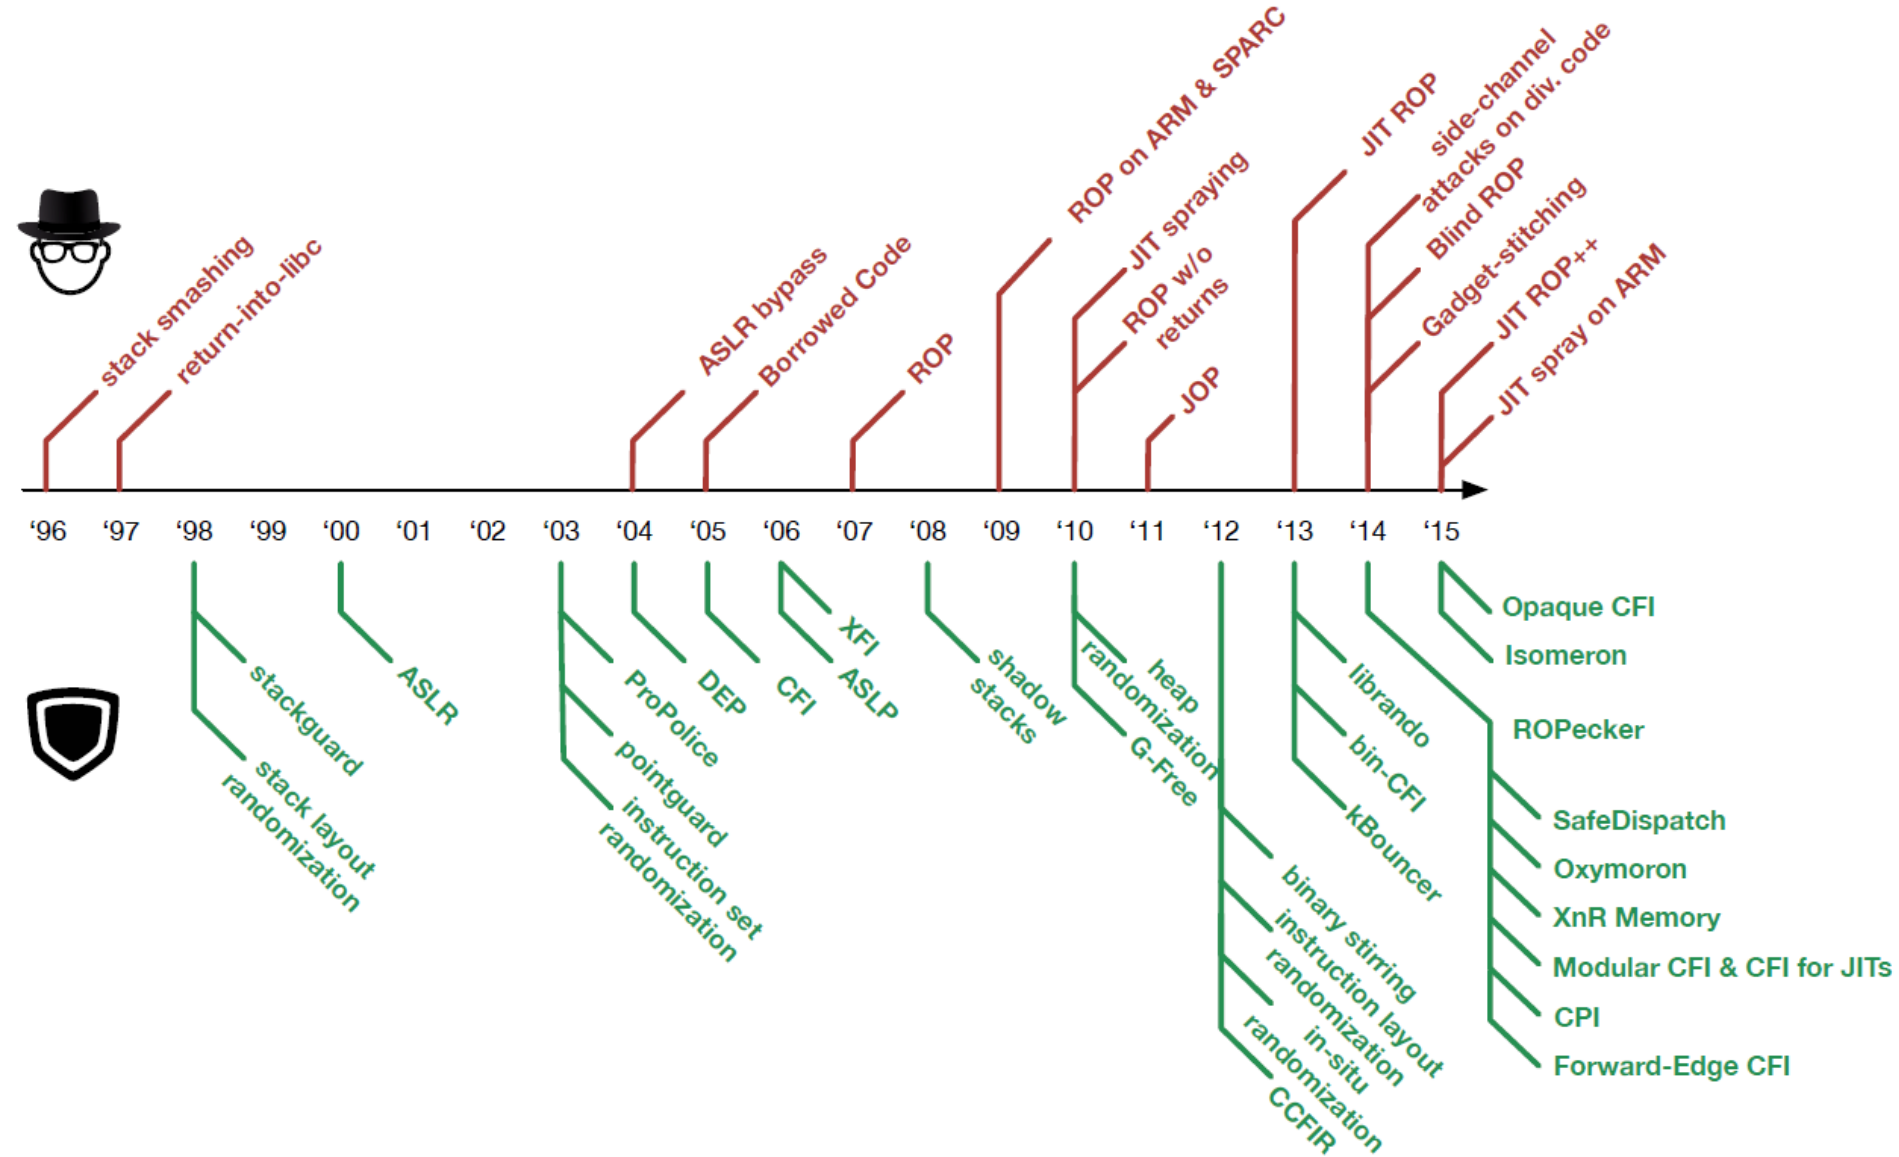 stack smashing
return-into-libc
ASLR bypass
Borrowed Code
ROP
ROP on ARM & SPARC
JIT spraying
ROP w/o
returns
JOP
JIT ROP
side-channel
attacks on div. code
Blind ROP
Gadget-stitching
JIT ROP++
JIT spray on ARM
‘96 ‘97 ‘98 ‘99 ‘00 ‘01 ‘02 ‘03 ‘04 ‘05 ‘06 ‘07 ‘08 ‘09 ‘10 ‘11 ‘12 ‘13 ‘14 ‘15
stackguard
stack layout
randomization
ASLR
ProPolice
pointguard
instruction set
randomization
DEP
CFI
XFI
ASLP
shadow
stacks
heap
randomization
G-Free
binary stirring
instruction layout
randomization
in-situ
randomization
CCFIR
librando
bin-CFI
kBouncer
ROPecker
SafeDispatch
Oxymoron
XnR Memory
Modular CFI & CFI for JITs
CPI
Forward-Edge CFI
Opaque CFI
Isomeron